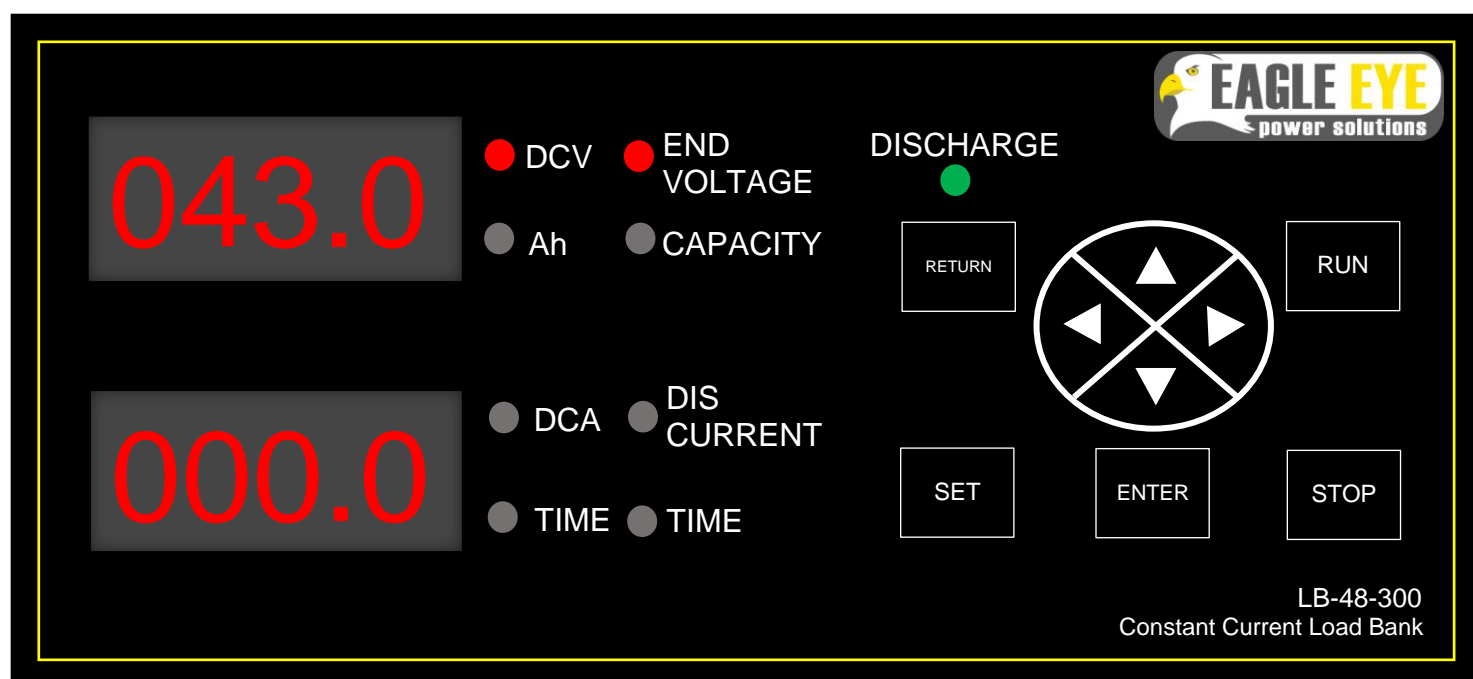 EAGLE EYE
power solutions
043.0
DCV
END
VOLTAGE
Ah
CAPACITY
DISCHARGE
RETURN
RUN
000.0
DCA
DIS
CURRENT
TIME
TIME
SET
ENTER
STOP
LB-48-300
Constant Current Load Bank